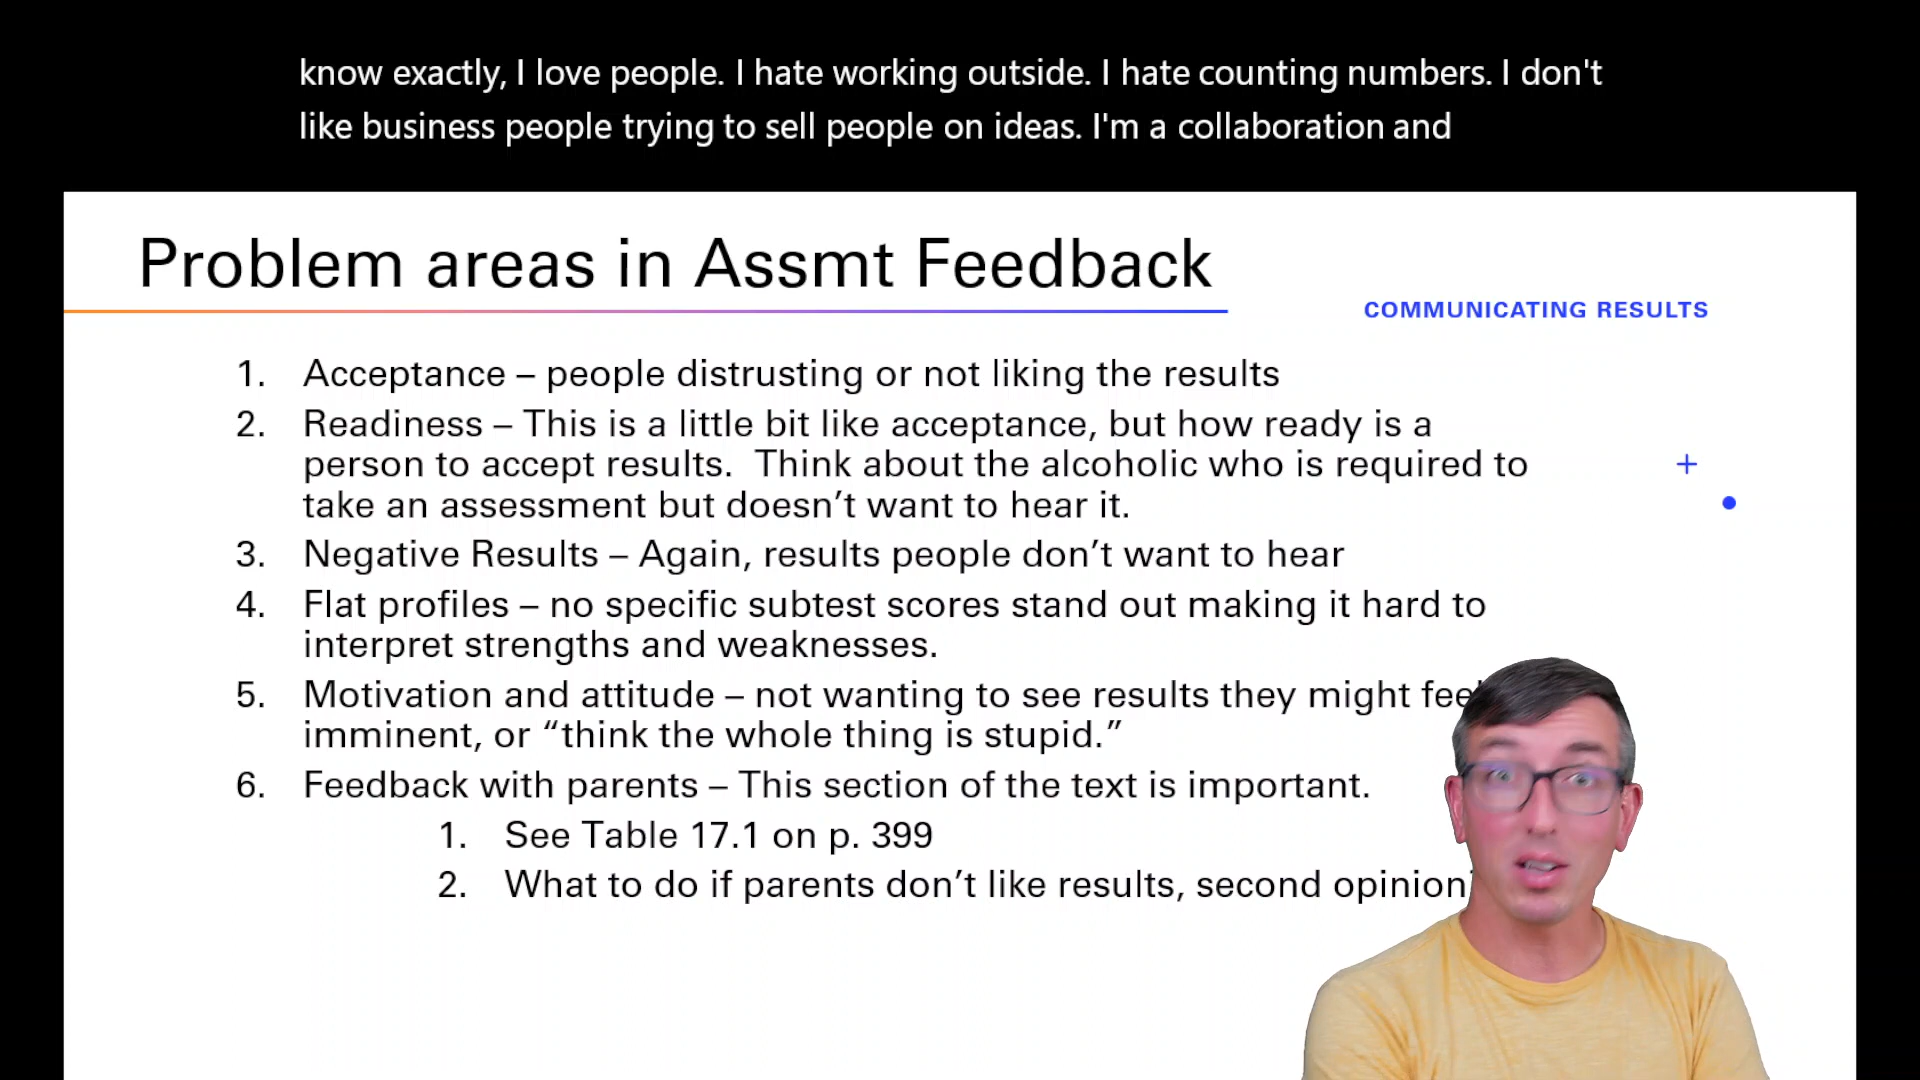 know exactly, I love people. I hate working outside. I hate counting numbers. I don't
like business people trying to sell people on ideas. I'm a collaboration and
Problem areas in Assmt Feedback
COMMUNICATING RESULTS
1. Acceptance – people distrusting or not liking the results
2. Readiness – This is a little bit like acceptance, but how ready is a
person to accept results.  Think about the alcoholic who is required to
take an assessment but doesn’t want to hear it.
3. Negative Results – Again, results people don’t want to hear
4. Flat profiles – no specific subtest scores stand out making it hard to
interpret strengths and weaknesses.
5. Motivation and attitude – not wanting to see results they might feel
imminent, or “think the whole thing is stupid.”
6. Feedback with parents – This section of the text is important.
1. See Table 17.1 on p. 399
2. What to do if parents don’t like results, second